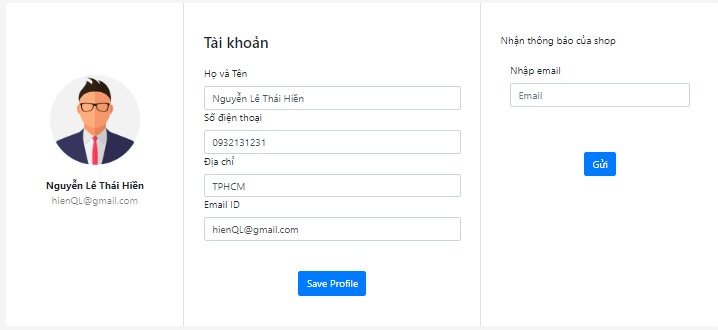 Nguyễn Lê Thái Hiền
hienQL@gmail.com
Tài khoản
Họ và Tên
Nguyễn Lê Thái Hiền
Số điện thoại
0932131231
Địa chỉ
TPHCM
Email ID
hienQL@gmail.com
Save Profile
Nhận thông báo của shop
Nhập email
Email
Gửi